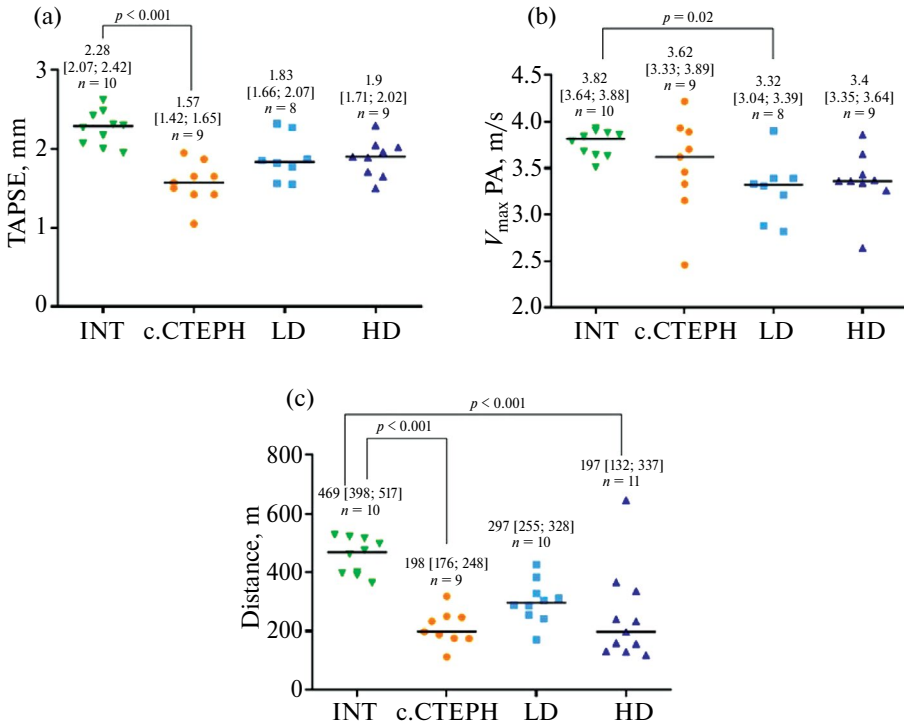 (a)
p < 0.001
2.28
[2.07; 2.42]
n = 10
1.57
[1.42; 1.65]
n = 9
1.83
[1.66; 2.07]
n = 8
1.9
[1.71; 2.02]
n = 9
TAPSE, mm
3
2
1
0
INT
c.CTEPH
LD
HD
(b)
p = 0.02
3.82
[3.64; 3.88]
n = 10
3.62
[3.33; 3.89]
n = 9
3.32
[3.04; 3.39]
n = 8
3.4
[3.35; 3.64]
n = 9
Vmax PA, m/s
4.5
4.0
3.5
3.0
2.5
2.0
INT
c.CTEPH
LD
HD
(c)
p < 0.001
p < 0.001
469 [398; 517]
n = 10
198 [176; 248]
n = 9
297 [255; 328]
n = 10
197 [132; 337]
n = 11
Distance, m
800
600
400
200
0
INT
c.CTEPH
LD
HD